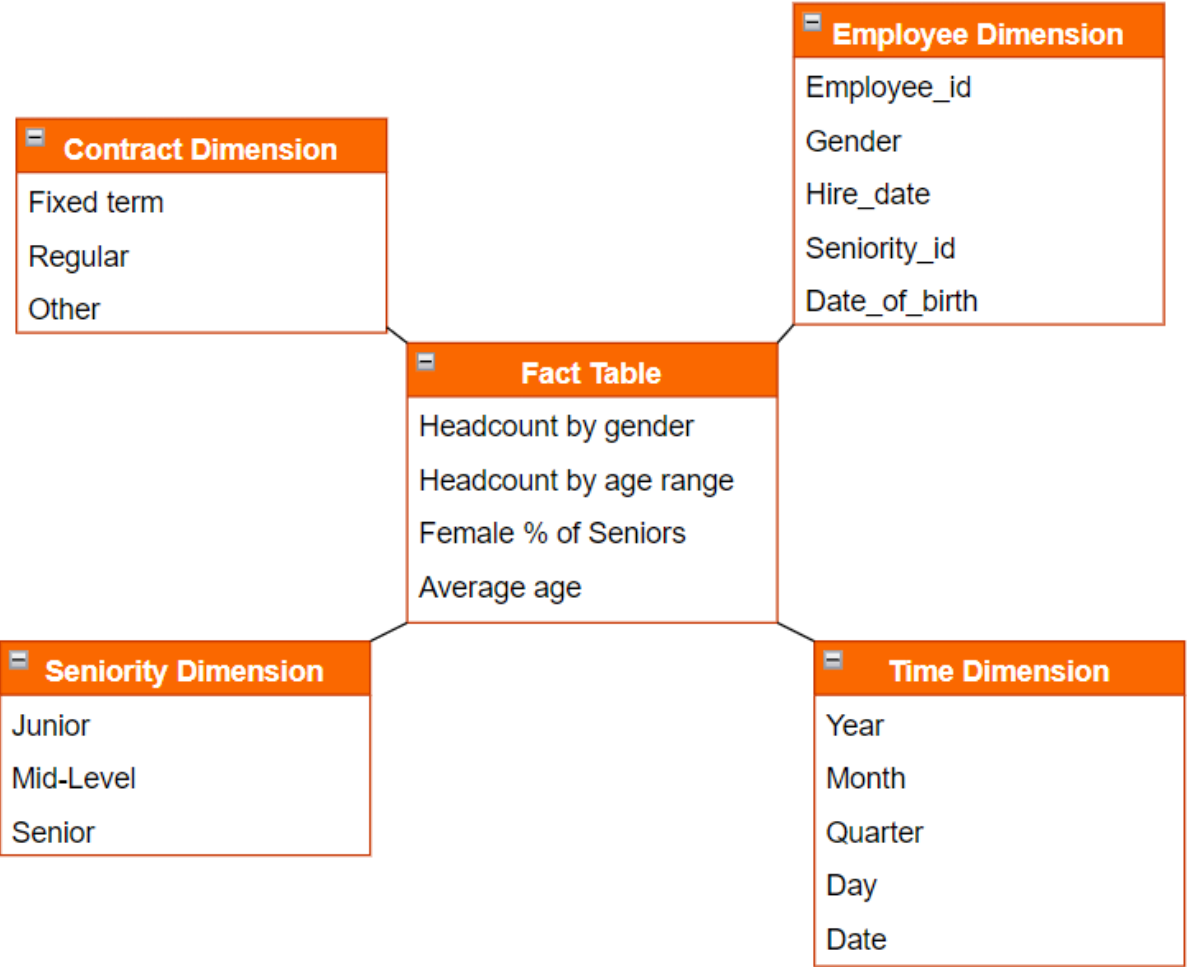 Employee Dimension
Employee_id
Gender
Hire_date
Seniority_id
Date_of_birth
Contract Dimension
Fixed term
Regular
Other
Fact Table
Headcount by gender
Headcount by age range
Female % of Seniors
Average age
Seniority Dimension
Junior
Mid-Level
Senior
Time Dimension
Year
Month
Quarter
Day
Date